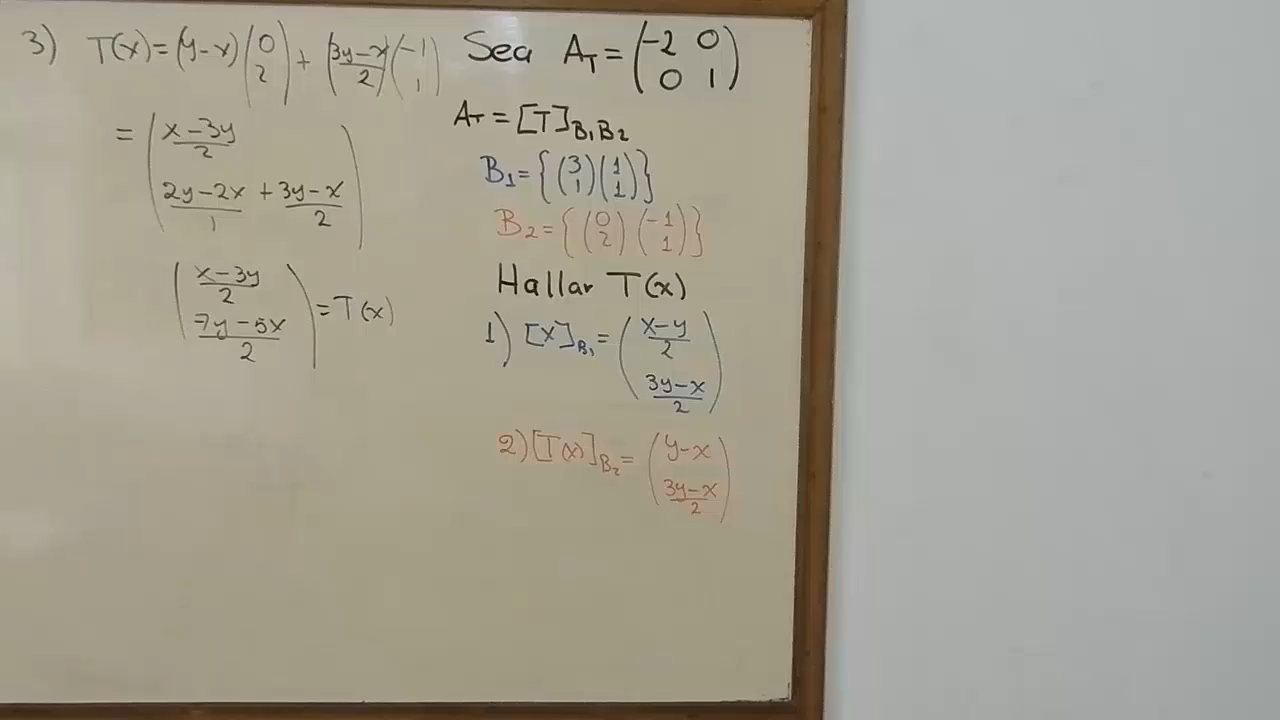 3) T(x) = (y-x) (0 2) + (3y-x/2) (-1 1)
= (x-3y/2 2y-2x/1 + 3y-x/2)
(x-3y/2 7y-5x/2) = T(x)
Sea A_T = (-2 0 0 1)
A_T = [T]_B1B2
B1 = {(3 1) (1 1)}
B2 = {(0 2) (-1 1)}
Hallar T(x)
1) [x]_B1 = (x-y/2 3y-x/2)
2) [T(x)]_B2 = (y-x 3y-x/2)